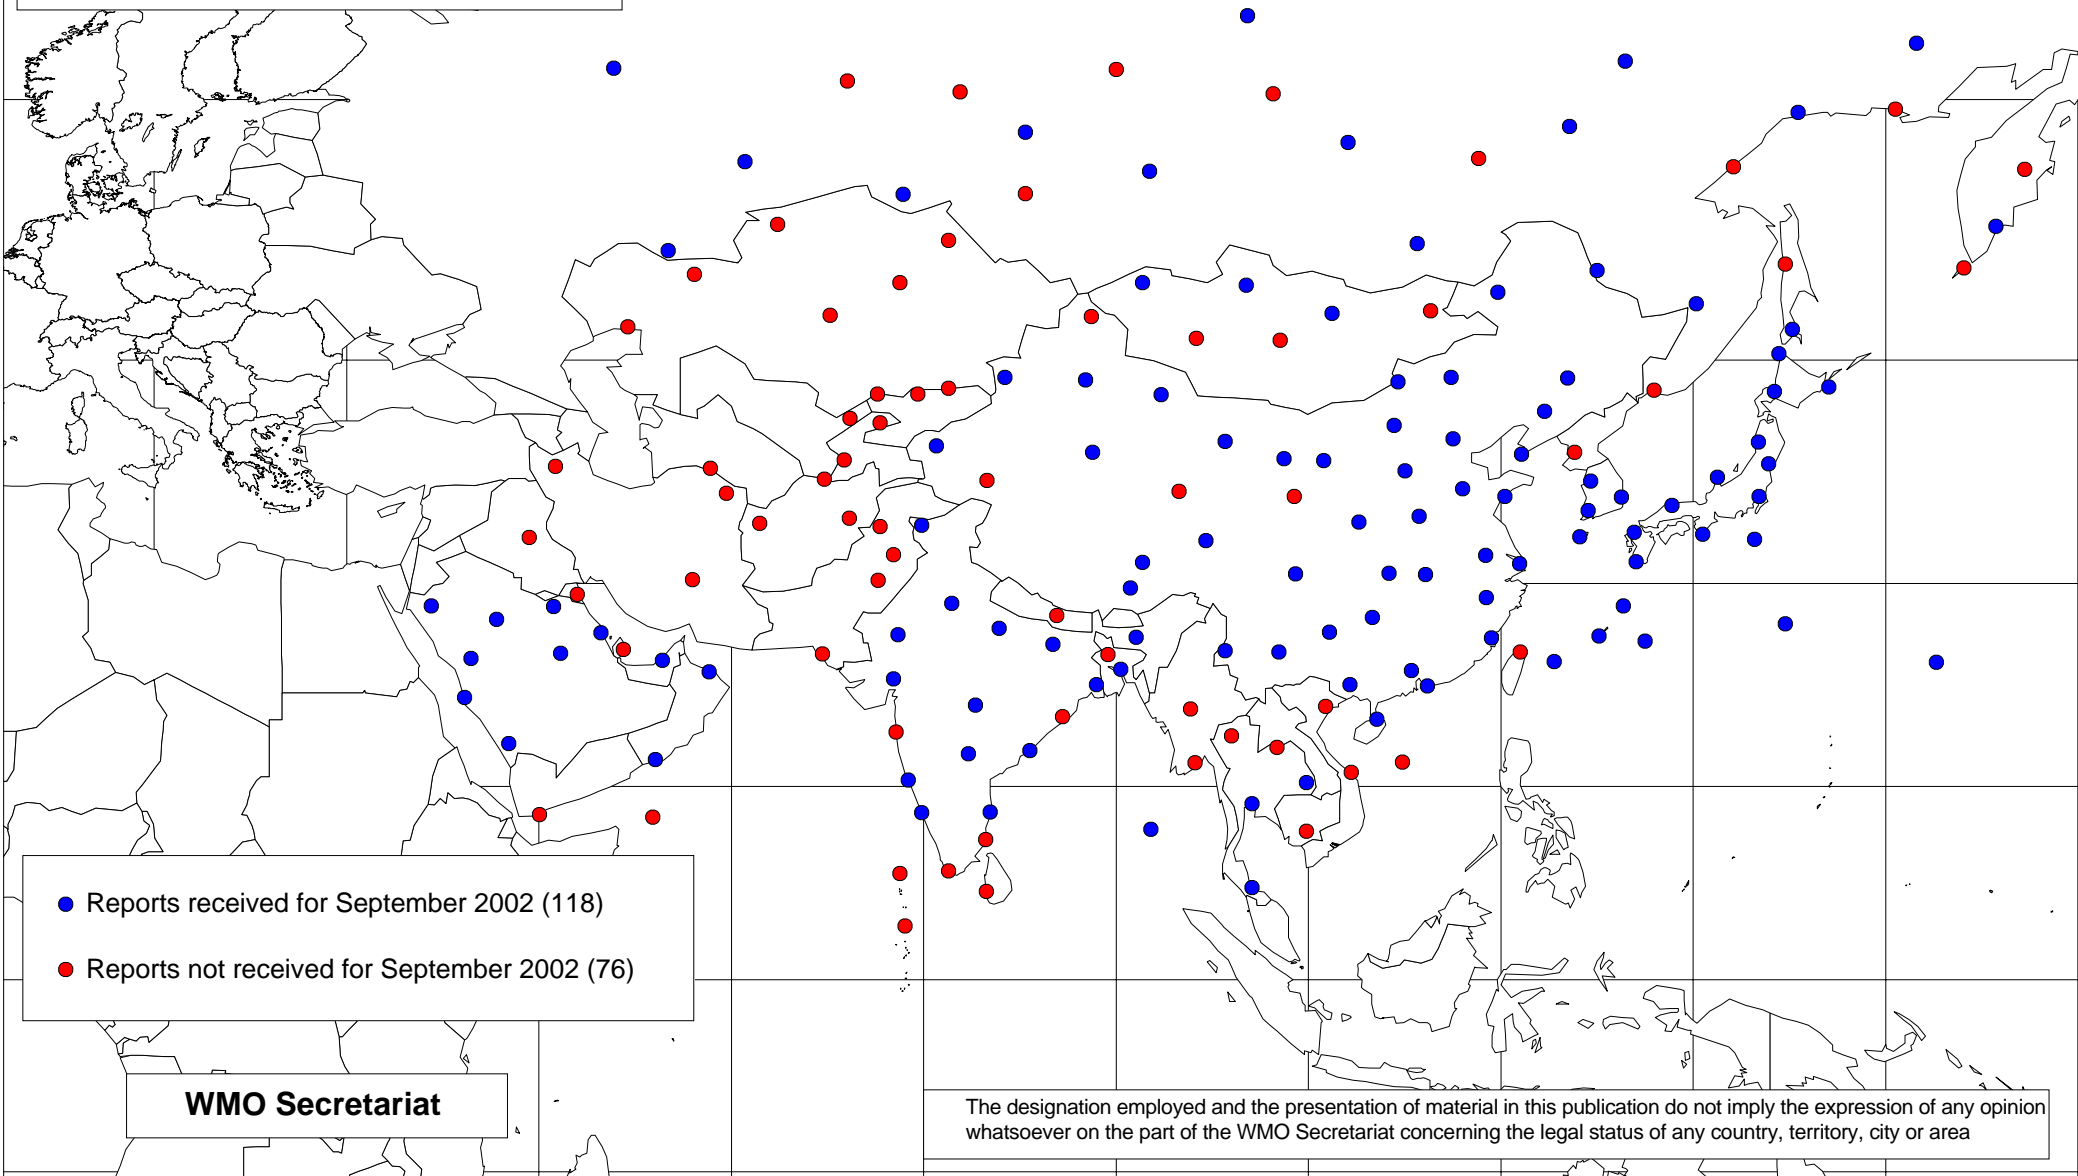 Reports received for September 2002 (118)
Reports not received for September 2002 (76)
WMO Secretariat
The designation employed and the presentation of material in this publication do not imply the expression of any opinion
whatsoever on the part of the WMO Secretariat concerning the legal status of any country, territory, city or area